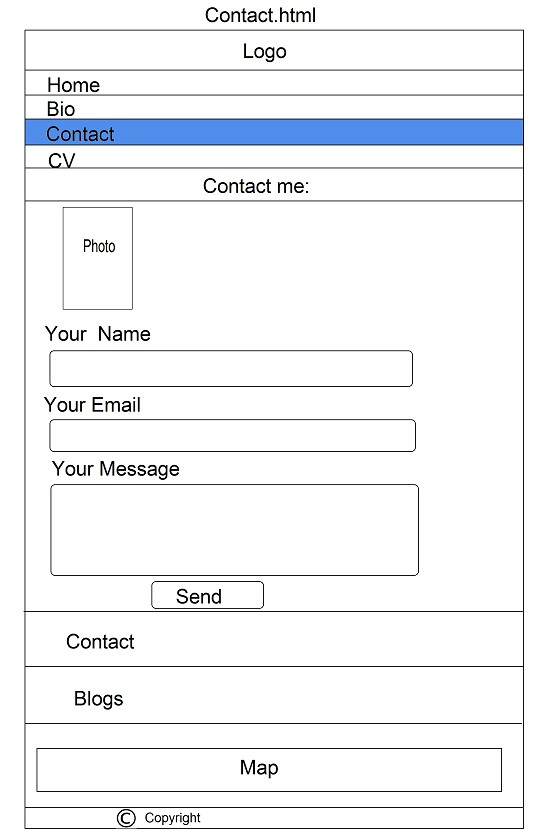 Contact.html
Logo
Home
Bio
Contact
CV
Contact me:
Photo
Your Name
Your Email
Your Message
Send
Contact
Blogs
Map
© Copyright